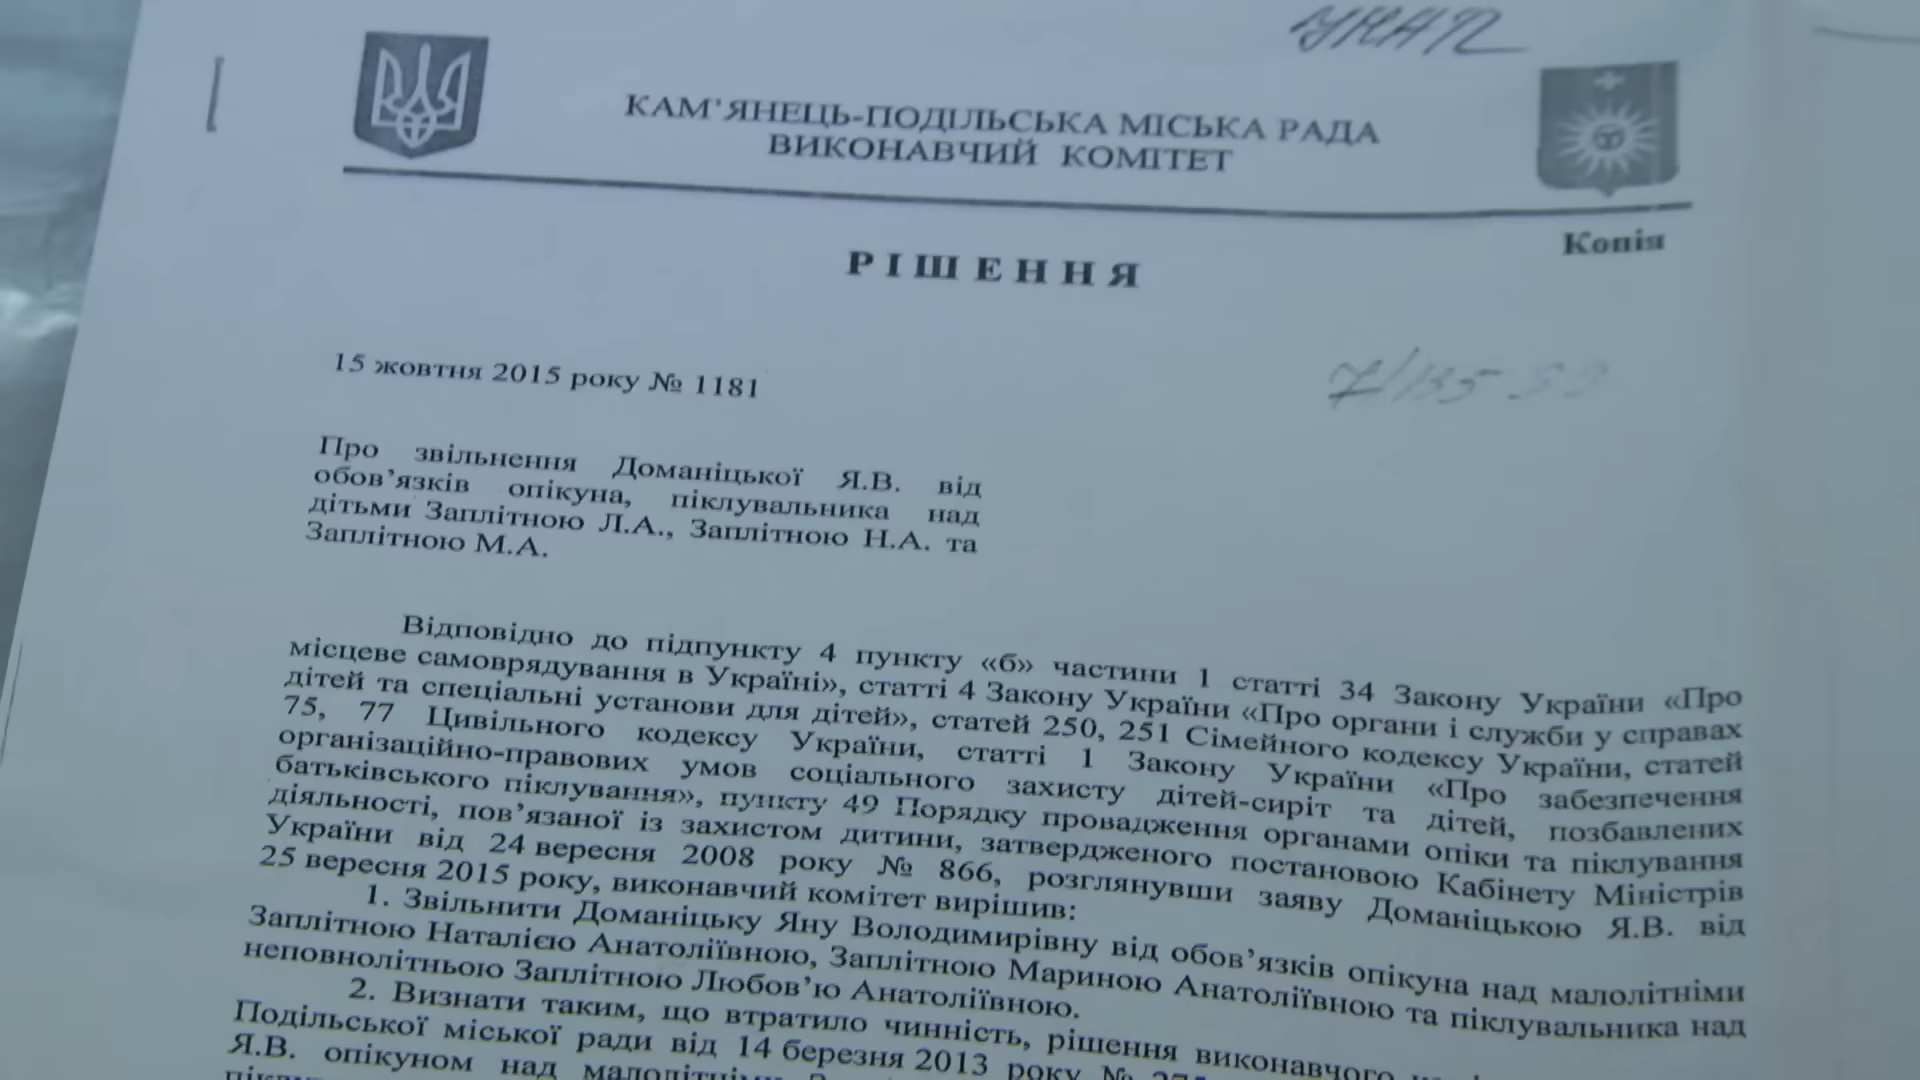 УНАП
КАМ'ЯНЕЦЬ-ПОДІЛЬСЬКА МІСЬКА РАДА
ВИКОНАВЧИЙ КОМІТЕТ
Копія
РІШЕННЯ
15 жовтня 2015 року № 1181
Про звільнення Доманіцької Я.В. від
обов'язків опікуна, піклувальника над
дітьми Заплітною Л.А., Заплітною Н.А. та
Заплітною М.А.
Відповідно до підпункту 4 пункту «б» частини 1 статті 34 Закону України «Про
місцеве самоврядування в Україні», статті 4 Закону України «Про органи і служби у справах
дітей та спеціальні установи для дітей», статей 250, 251 Сімейного кодексу України, статей
75, 77 Цивільного кодексу України, статті 1 Закону України «Про забезпечення
організаційно-правових умов соціального захисту дітей-сиріт та дітей, позбавлених
батьківського піклування», пункту 49 Порядку провадження органами опіки та піклування
діяльності, пов'язаної із захистом дитини, затвердженого постановою Кабінету Міністрів
України від 24 вересня 2008 року № 866, розглянувши заяву Доманіцькою Я.В. від
25 вересня 2015 року, виконавчий комітет вирішив:
1. Звільнити Доманіцьку Яну Володимирівну від обов'язків опікуна над малолітніми
Заплітною Наталією Анатоліївною, Заплітною Мариною Анатоліївною та піклувальника над
неповнолітньою Заплітною Любов'ю Анатоліївною.
2. Визнати таким, що втратило чинність, рішення виконавчого
Подільської міської ради від 14 березня 2013 року №
Я.В. опікуном над малолітніми